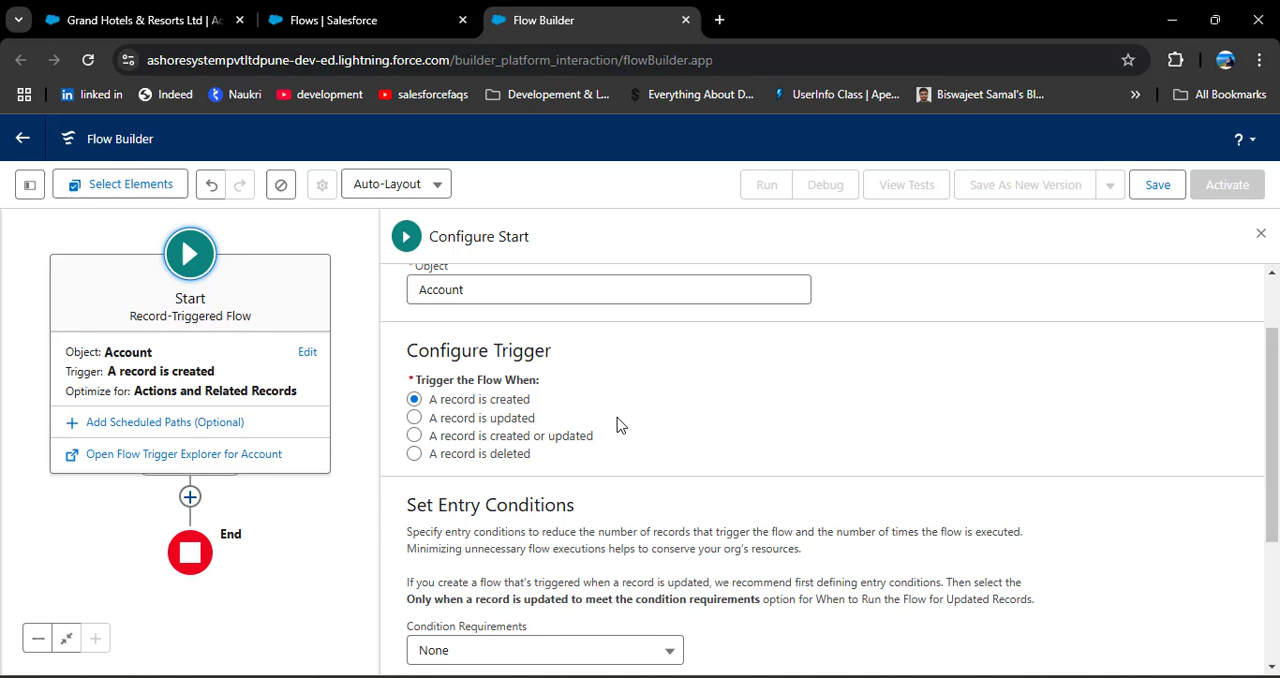 Grand Hotels & Resorts Ltd | Ac
Flows | Salesforce
Flow Builder
ashoresystempvtltdpune-dev-ed.lightning.force.com/builder_platform_interaction/flowBuilder.app
linked in
Indeed
Naukri
development
salesforcefaqs
Developement & L...
Everything About D...
UserInfo Class | Ape...
Biswajeet Samal's Bl...
All Bookmarks
Flow Builder
?
Select Elements
Auto-Layout
Run
Debug
View Tests
Save As New Version
Save
Activate
Start
Record-Triggered Flow
Object: Account
Edit
Trigger: A record is created
Optimize for: Actions and Related Records
Add Scheduled Paths (Optional)
Open Flow Trigger Explorer for Account
End
Configure Start
*Object
Account
Configure Trigger
*Trigger the Flow When:
A record is created
A record is updated
A record is created or updated
A record is deleted
Set Entry Conditions
Specify entry conditions to reduce the number of records that trigger the flow and the number of times the flow is executed.
Minimizing unnecessary flow executions helps to conserve your org's resources.
If you create a flow that's triggered when a record is updated, we recommend first defining entry conditions. Then select the
Only when a record is updated to meet the condition requirements option for When to Run the Flow for Updated Records.
Condition Requirements
None